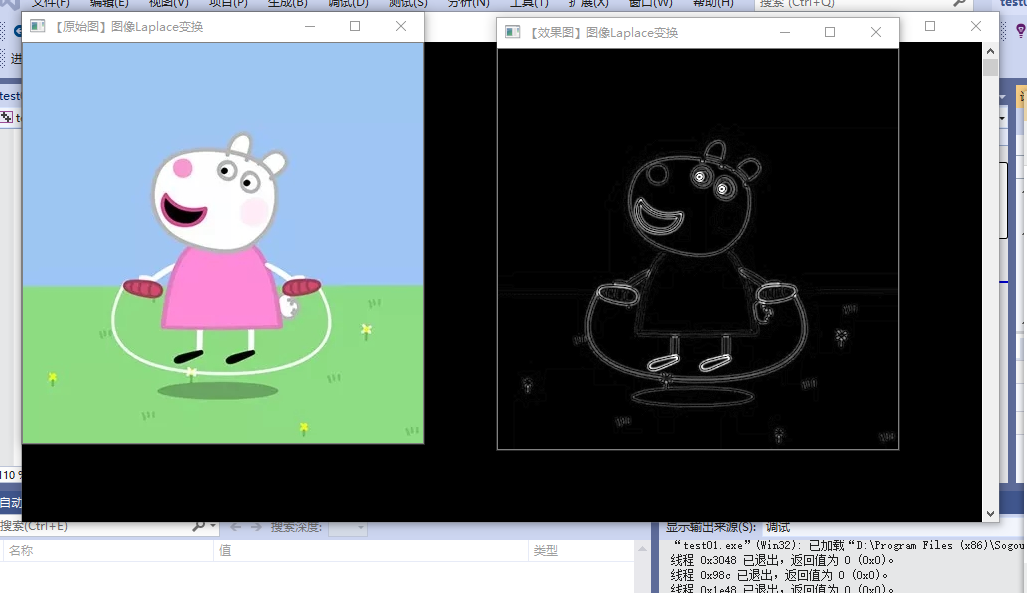 文件(F) 编辑(E) 视图(V) 项目(P) 生成(B) 调试(D) 测试(S) 分析(N) 工具(T) 扩展(X) 窗口(W) 帮助(H) 搜索 (Ctrl+Q)
【原始图】图像Laplace变换
【效果图】图像Laplace变换
进
test
110 %
自动
搜索(Ctrl+E) 搜索深度:
名称 值 类型
显示输出来源(S): 调试
“test01.exe”(Win32): 已加载“D:\Program Files (x86)\Sogou
线程 0x3048 已退出，返回值为 0 (0x0)。
线程 0x98c 已退出，返回值为 0 (0x0)。
线程 0x1e48 已退出，返回值为 0 (0x0)。